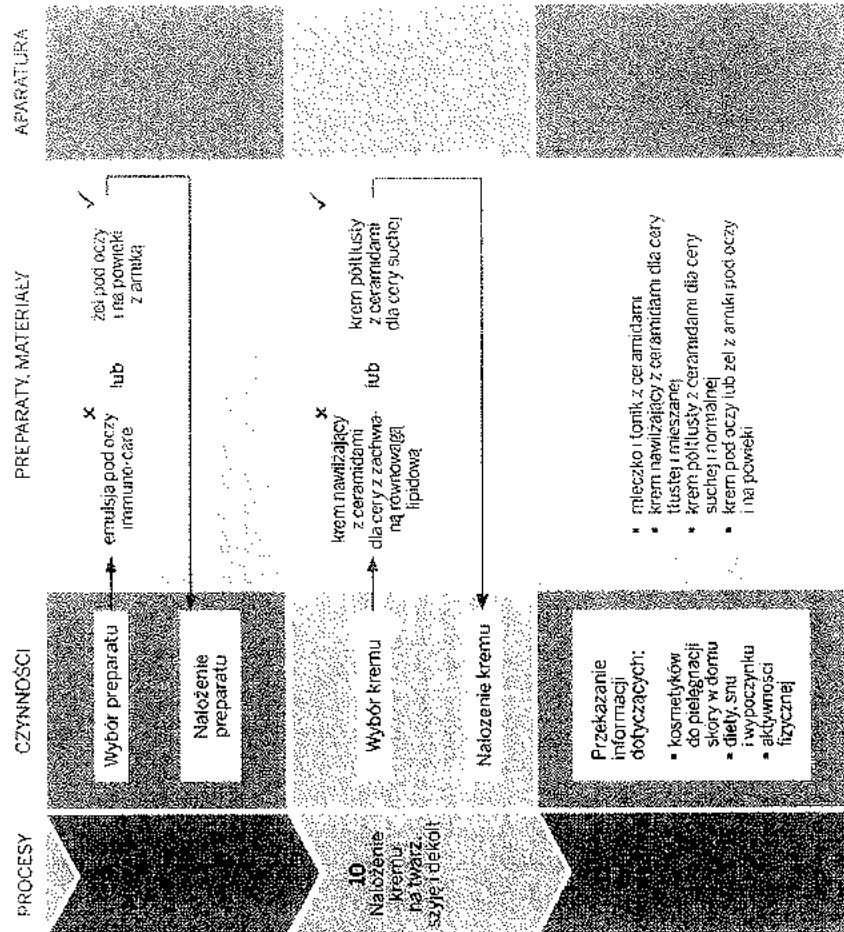 PROCESY
CZYNNOŚCI
PREPARATY, MATERIAŁY
APARATURA
Wybór preparatu
emulsja pod oczy
immuno-care
lub
żel pod oczy
i na powieki
z arniką
Nałożenie
preparatu
10
Nałożenie
kremu
na twarz,
szyję i dekolt
Wybór kremu
krem nawilżający
z ceramidami
dla cery z zachwia-
ną równowagą
lipidową
lub
krem półtłusty
z ceramidami
dla cery suchej
Nałożenie kremu
Przekazanie
informacji
dotyczących:
▪ kosmetyków
do pielęgnacji
skóry w domu
▪ diety, snu
i wypoczynku
▪ aktywności
fizycznej
▪ mleczko i tonik z ceramidami
▪ krem nawilżający z ceramidami dla cery
tłustej i mieszanej
▪ krem półtłusty z ceramidami dla cery
suchej i normalnej
▪ krem pod oczy lub żel z arniki pod oczy
i na powieki